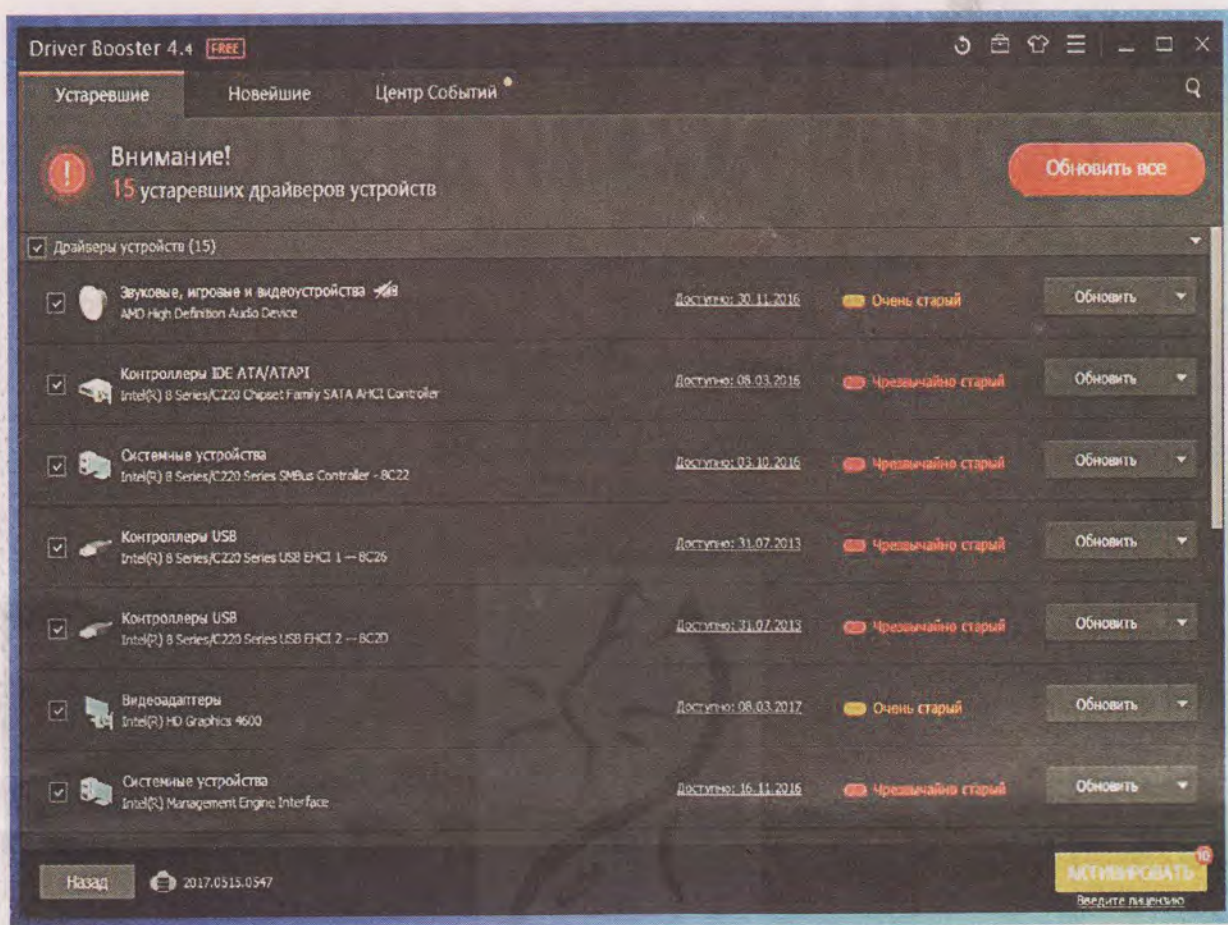 Driver Booster 4.4 FREE
Устаревшие Новейшие Центр Событий
Внимание!
15 устаревших драйверов устройств
Обновить все
Драйверы устройств (15)
Звуковые, игровые и видеоустройства
AMD High Definition Audio Device
Доступно: 30.11.2016 Очень старый Обновить
Контроллеры IDE ATA/ATAPI
Intel(R) 8 Series/C220 Chipset Family SATA AHCI Controller
Доступно: 08.03.2016 Чрезвычайно старый Обновить
Системные устройства
Intel(R) 8 Series/C220 Series SMBus Controller - 8C22
Доступно: 03.10.2016 Чрезвычайно старый Обновить
Контроллеры USB
Intel(R) 8 Series/C220 Series USB EHCI 1 — 8C26
Доступно: 31.07.2013 Чрезвычайно старый Обновить
Контроллеры USB
Intel(R) 8 Series/C220 Series USB EHCI 2 — 8C2D
Доступно: 31.07.2013 Чрезвычайно старый Обновить
Видеоадаптеры
Intel(R) HD Graphics 4600
Доступно: 08.03.2017 Очень старый Обновить
Системные устройства
Intel(R) Management Engine Interface
Доступно: 16.11.2016 Чрезвычайно старый Обновить
Назад 2017.0515.0547
10
АКТИВИРОВАТЬ
Введите лицензию